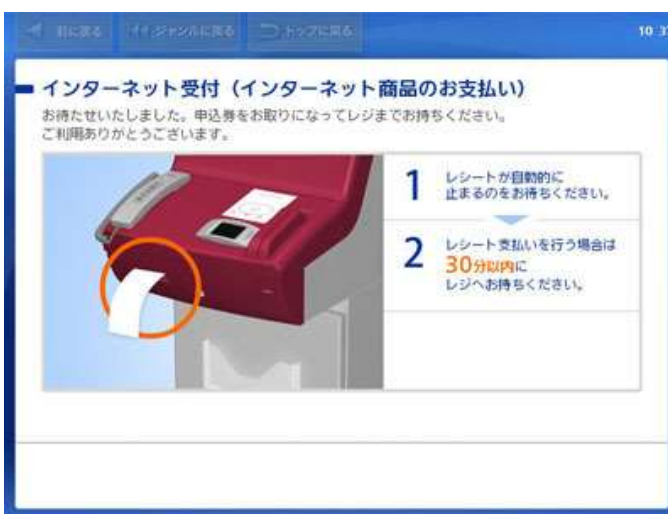 前に戻る ジャンルに戻る トップに戻る
インターネット受付（インターネット商品のお支払い）
お待たせいたしました。申込券をお取りになってレジまでお持ちください。
ご利用ありがとうございます。
1 レシートが自動的に
止まるのをお待ちください。
2 レシート支払いを行う場合は
30分以内に
レジへお持ちください。